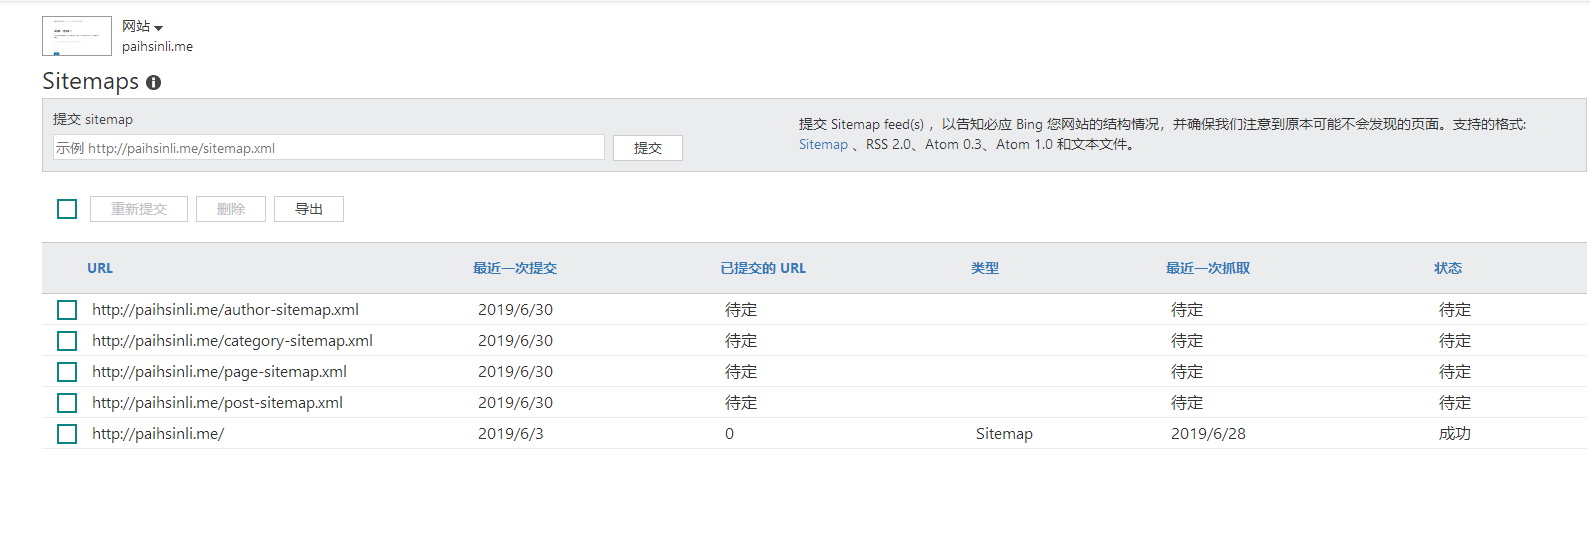 网站
paihsinli.me
Sitemaps
提交 sitemap
示例 http://paihsinli.me/sitemap.xml
提交
提交 Sitemap feed(s) ，以告知必应 Bing 您网站的结构情况，并确保我们注意到原本可能不会发现的页面。支持的格式:
Sitemap 、RSS 2.0、Atom 0.3、Atom 1.0 和文本文件。
重新提交 删除 导出
URL 最近一次提交 已提交的 URL 类型 最近一次抓取 状态
http://paihsinli.me/author-sitemap.xml 2019/6/30 待定 待定 待定
http://paihsinli.me/category-sitemap.xml 2019/6/30 待定 待定 待定
http://paihsinli.me/page-sitemap.xml 2019/6/30 待定 待定 待定
http://paihsinli.me/post-sitemap.xml 2019/6/30 待定 待定 待定
http://paihsinli.me/ 2019/6/3 0 Sitemap 2019/6/28 成功